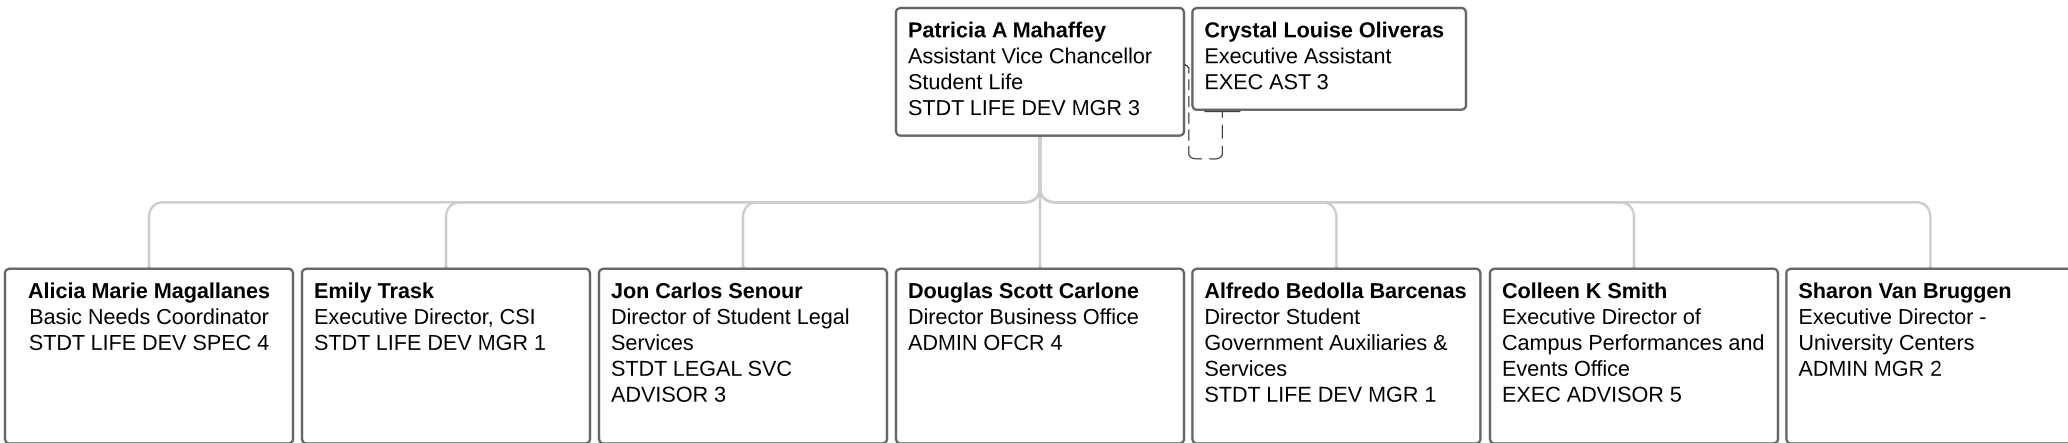 Patricia A Mahaffey
Assistant Vice Chancellor
Student Life
STDT LIFE DEV MGR 3
Crystal Louise Oliveras
Executive Assistant
EXEC AST 3
Alicia Marie Magallanes
Basic Needs Coordinator
STDT LIFE DEV SPEC 4
Emily Trask
Executive Director, CSI
STDT LIFE DEV MGR 1
Jon Carlos Senour
Director of Student Legal
Services
STDT LEGAL SVC
ADVISOR 3
Douglas Scott Carlone
Director Business Office
ADMIN OFCR 4
Alfredo Bedolla Barcenas
Director Student
Government Auxiliaries &
Services
STDT LIFE DEV MGR 1
Colleen K Smith
Executive Director of
Campus Performances and
Events Office
EXEC ADVISOR 5
Sharon Van Bruggen
Executive Director -
University Centers
ADMIN MGR 2